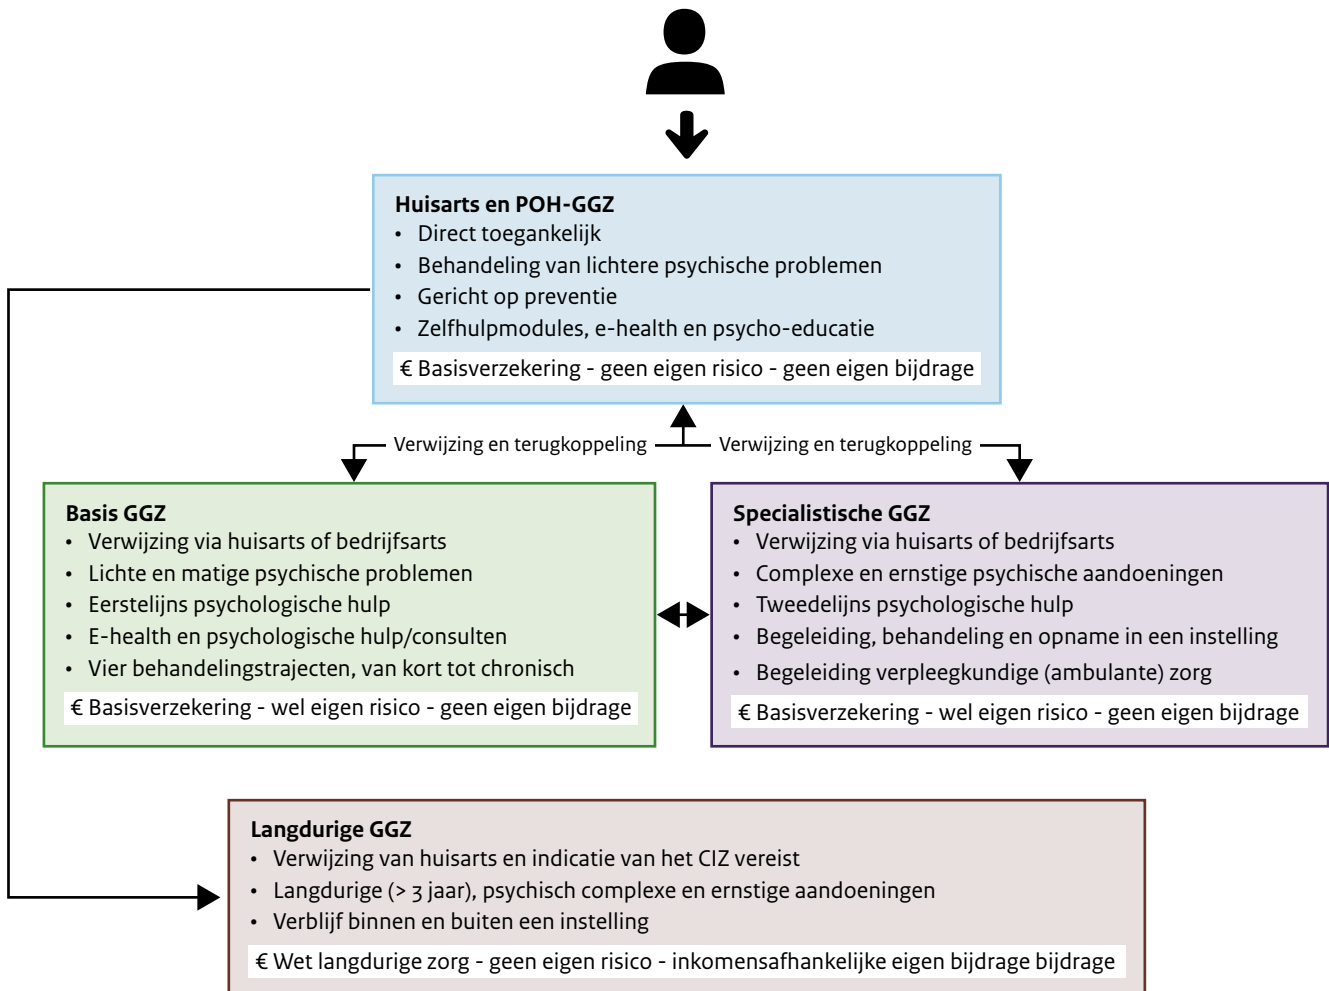 Huisarts en POH-GGZ
• Direct toegankelijk
• Behandeling van lichtere psychische problemen
• Gericht op preventie
• Zelfhulpmodules, e-health en psycho-educatie
€ Basisverzekering - geen eigen risico - geen eigen bijdrage
Verwijzing en terugkoppeling
Verwijzing en terugkoppeling
Basis GGZ
• Verwijzing via huisarts of bedrijfsarts
• Lichte en matige psychische problemen
• Eerstelijns psychologische hulp
• E-health en psychologische hulp/consulten
• Vier behandelingstrajecten, van kort tot chronisch
€ Basisverzekering - wel eigen risico - geen eigen bijdrage
Specialistische GGZ
• Verwijzing via huisarts of bedrijfsarts
• Complexe en ernstige psychische aandoeningen
• Tweedelijns psychologische hulp
• Begeleiding, behandeling en opname in een instelling
• Begeleiding verpleegkundige (ambulante) zorg
€ Basisverzekering - wel eigen risico - geen eigen bijdrage
Langdurige GGZ
• Verwijzing van huisarts en indicatie van het CIZ vereist
• Langdurige (> 3 jaar), psychisch complexe en ernstige aandoeningen
• Verblijf binnen en buiten een instelling
€ Wet langdurige zorg - geen eigen risico - inkomensafhankelijke eigen bijdrage bijdrage